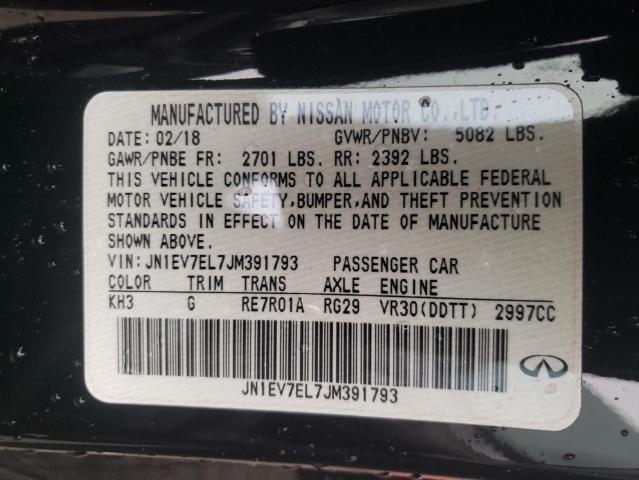 MANUFACTURED BY NISSAN MOTOR CO.,LTD.
DATE: 02/18 GVWR/PNBV: 5082 LBS.
GAWR/PNBE FR: 2701 LBS. RR: 2392 LBS.
THIS VEHICLE CONFORMS TO ALL APPLICABLE FEDERAL
MOTOR VEHICLE SAFETY,BUMPER,AND THEFT PREVENTION
STANDARDS IN EFFECT ON THE DATE OF MANUFACTURE
SHOWN ABOVE.
VIN:JN1EV7EL7JM391793 PASSENGER CAR
COLOR TRIM TRANS AXLE ENGINE
KH3 G RE7R01A RG29 VR30(DDTT) 2997CC
JN1EV7EL7JM391793